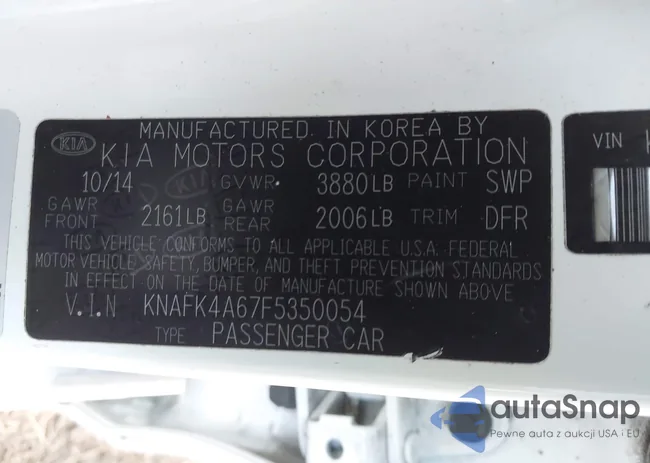 MANUFACTURED IN KOREA BY
KIA
KIA MOTORS CORPORATION
10/14 GVWR 3880LB PAINT SWP
GAWR FRONT 2161LB GAWR REAR 2006LB TRIM DFR
THIS VEHICLE CONFORMS TO ALL APPLICABLE U.S.A. FEDERAL
MOTOR VEHICLE SAFETY, BUMPER, AND THEFT PREVENTION STANDARDS
IN EFFECT ON THE DATE OF MANUFACTURE SHOWN ABOVE
V.I.N KNAFK4A67F5350054
TYPE PASSENGER CAR
VIN
autaSnap
Pewne auta z aukcji USA i EU